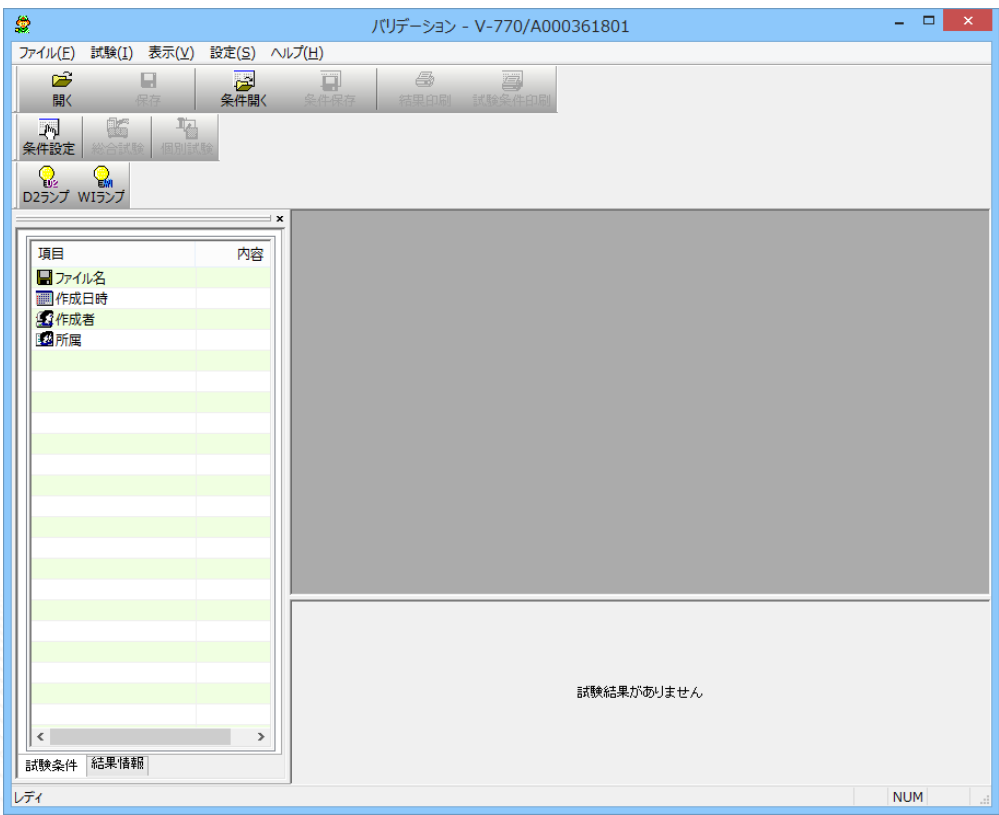 バリデーション - V-770/A000361801
ファイル(F) 試験(I) 表示(V) 設定(S) ヘルプ(H)
開く 保存 条件開く 条件保存 結果印刷 試験条件印刷
条件設定 総合試験 個別試験
D2ランプ WIランプ
項目 内容
ファイル名
作成日時
作成者
所属
試験結果がありません
試験条件 結果情報
レディ NUM